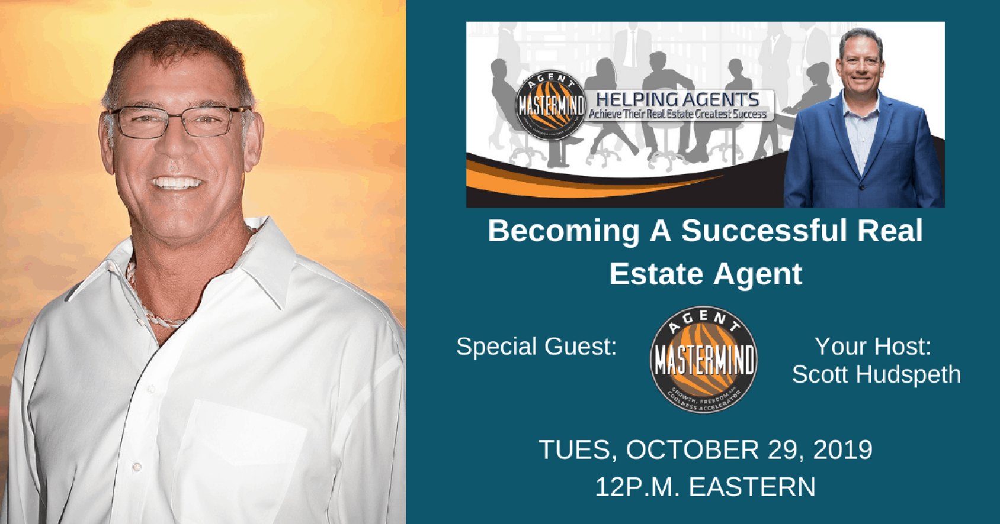 AGENT
MASTERMIND
HELPING AGENTS
Achieve Their Real Estate Greatest Success
Becoming A Successful Real
Estate Agent
Special Guest:
AGENT
MASTERMIND
GROWTH, FREEDOM AND
COOLNESS ACCELERATOR
Your Host:
Scott Hudspeth
TUES, OCTOBER 29, 2019
12P.M. EASTERN